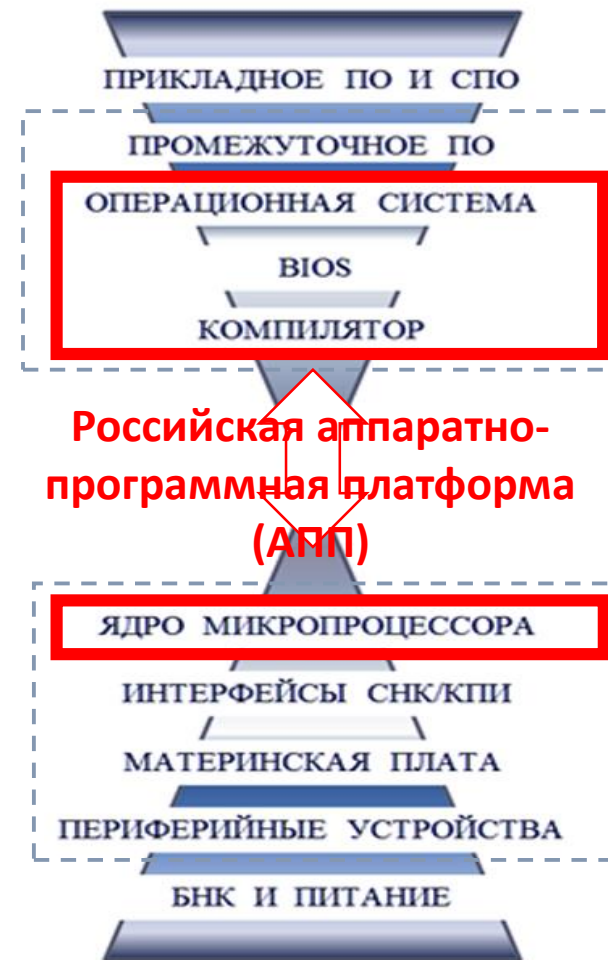 ПРИКЛАДНОЕ ПО И СПО
ПРОМЕЖУТОЧНОЕ ПО
ОПЕРАЦИОННАЯ СИСТЕМА
BIOS
КОМПИЛЯТОР
Российская аппаратно-
программная платформа
(АПП)
ЯДРО МИКРОПРОЦЕССОРА
ИНТЕРФЕЙСЫ СНК/КПИ
МАТЕРИНСКАЯ ПЛАТА
ПЕРИФЕРИЙНЫЕ УСТРОЙСТВА
БНК И ПИТАНИЕ